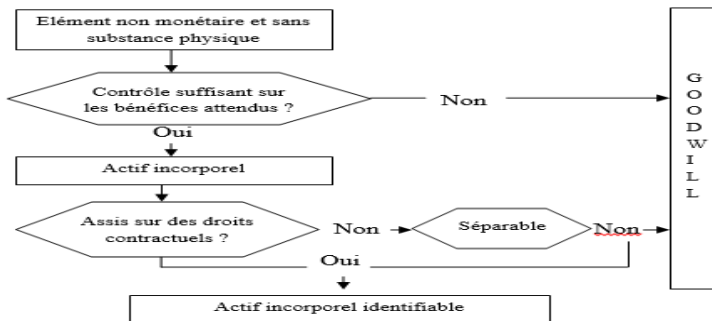 Elément non monétaire et sans
substance physique
Contrôle suffisant sur
les bénéfices attendus ?
Non
Oui
Actif incorporel
Assis sur des droits
contractuels ?
Non
Séparable
Non
Oui
Actif incorporel identifiable
G
O
O
D
W
I
L
L